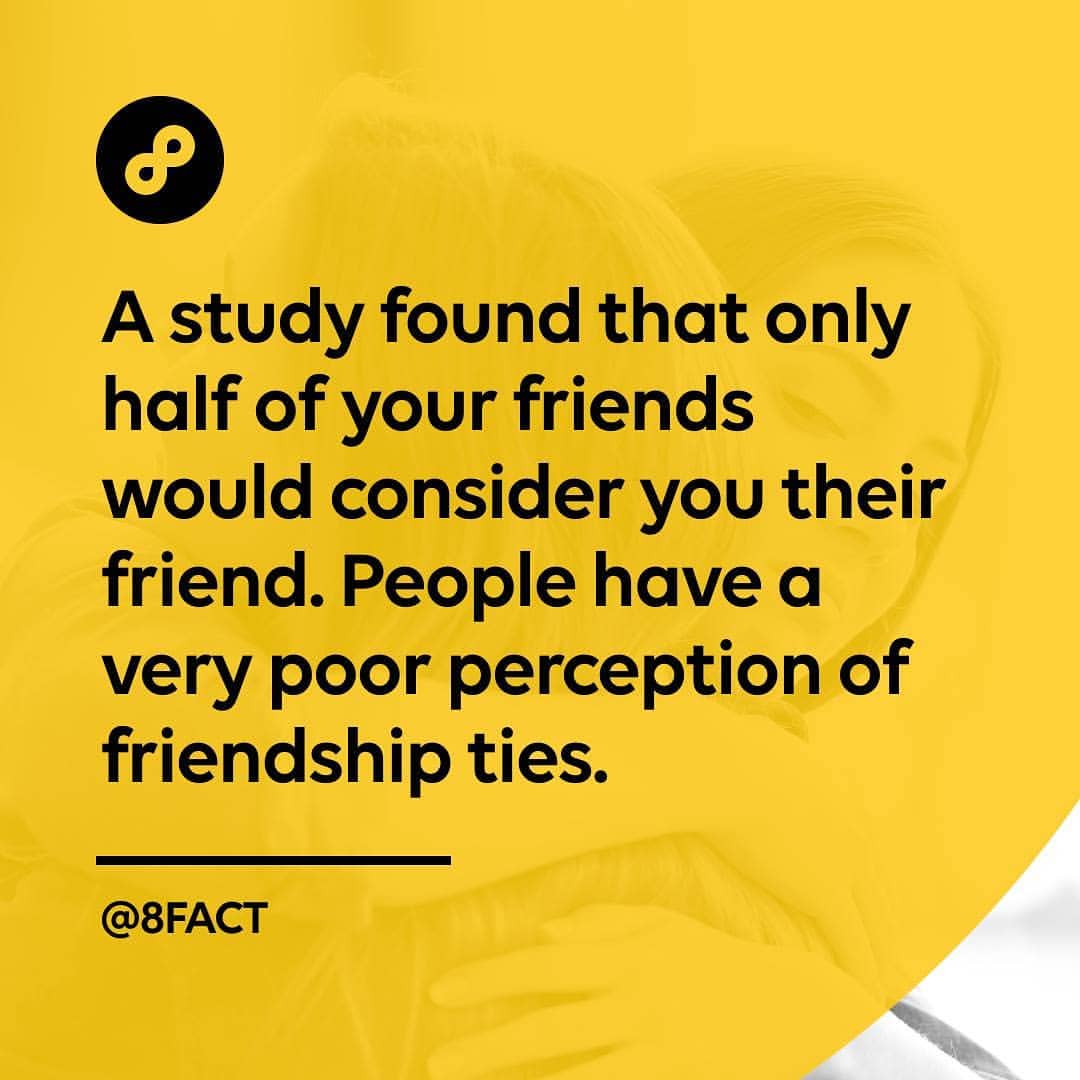 A study found that only
half of your friends
would consider you their
friend. People have a
very poor perception of
friendship ties.
@8FACT